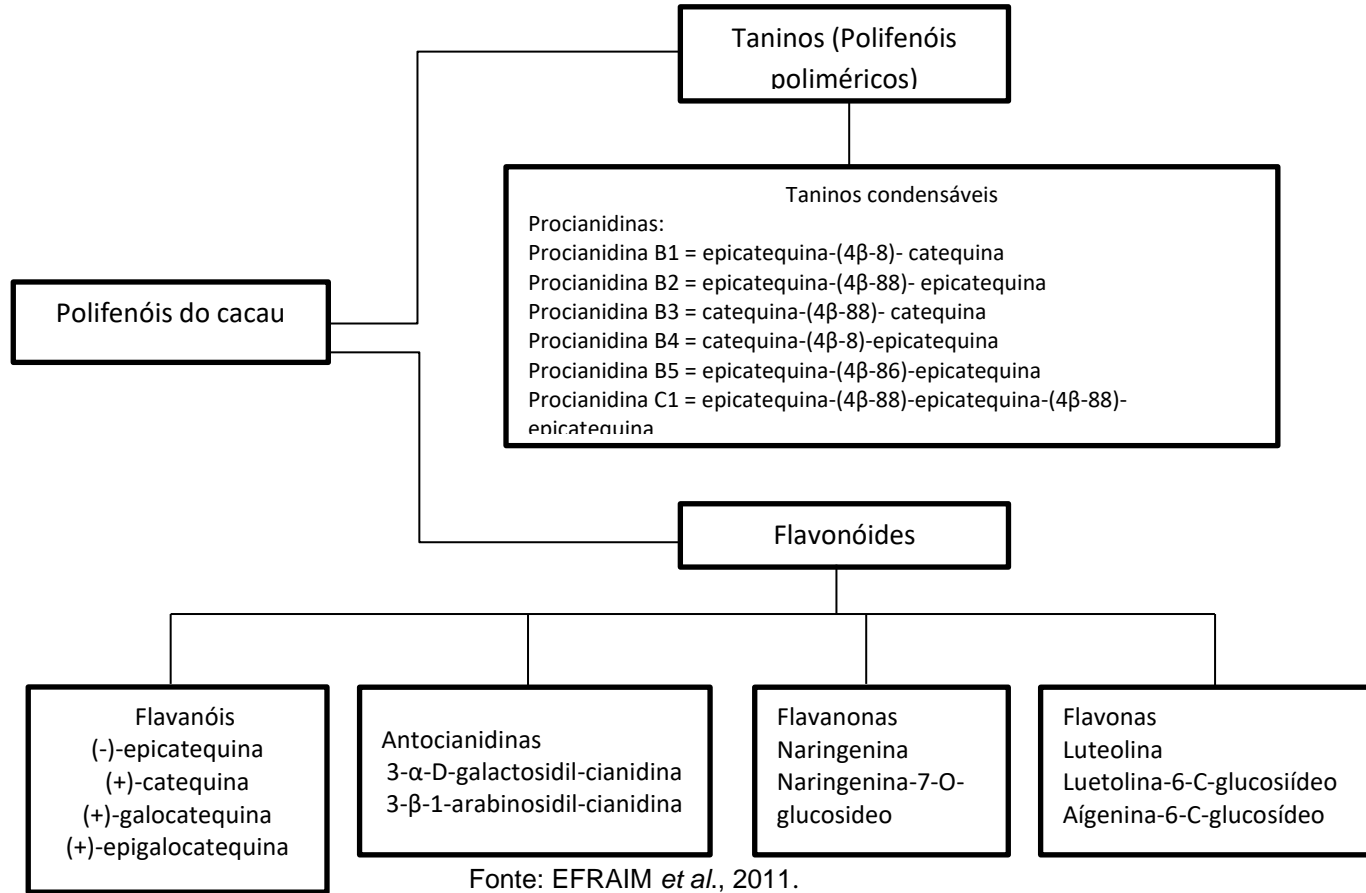 Taninos (Polifenóis
poliméricos)
Taninos condensáveis
Procianidinas:
Procianidina B1 = epicatequina-(4β-8)- catequina
Procianidina B2 = epicatequina-(4β-88)- epicatequina
Procianidina B3 = catequina-(4β-88)- catequina
Procianidina B4 = catequina-(4β-8)-epicatequina
Procianidina B5 = epicatequina-(4β-86)-epicatequina
Procianidina C1 = epicatequina-(4β-88)-epicatequina-(4β-88)-
epicatequina
Polifenóis do cacau
Flavonóides
Flavanóis
(-)-epicatequina
(+)-catequina
(+)-galocatequina
(+)-epigalocatequina
Antocianidinas
3-α-D-galactosidil-cianidina
3-β-1-arabinosidil-cianidina
Flavanonas
Naringenina
Naringenina-7-O-
glucosideo
Flavonas
Luteolina
Luetolina-6-C-glucosiídeo
Aígenina-6-C-glucosídeo
Fonte: EFRAIM et al., 2011.